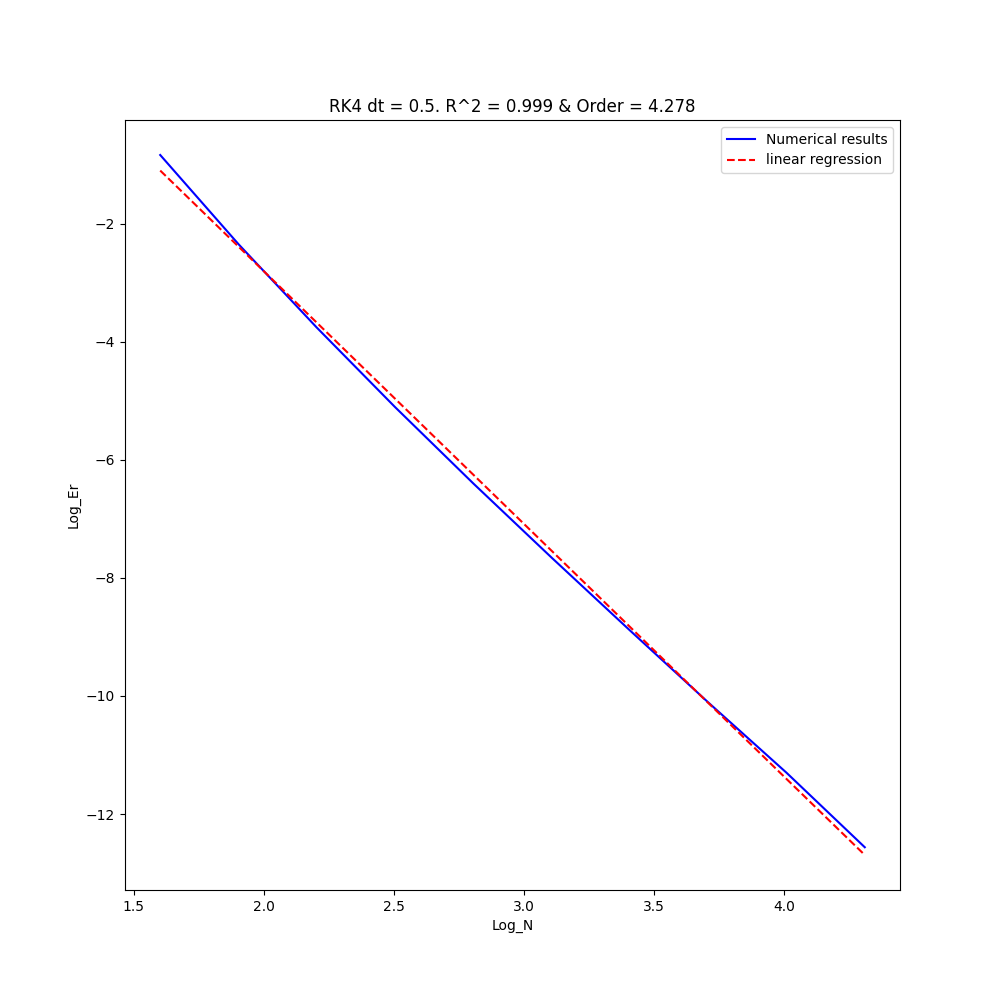 RK4 dt = 0.5. R^2 = 0.999 & Order = 4.278
Numerical results
linear regression
−2
−4
−6
−8
−10
−12
Log_Er
1.5 2.0 2.5 3.0 3.5 4.0
Log_N